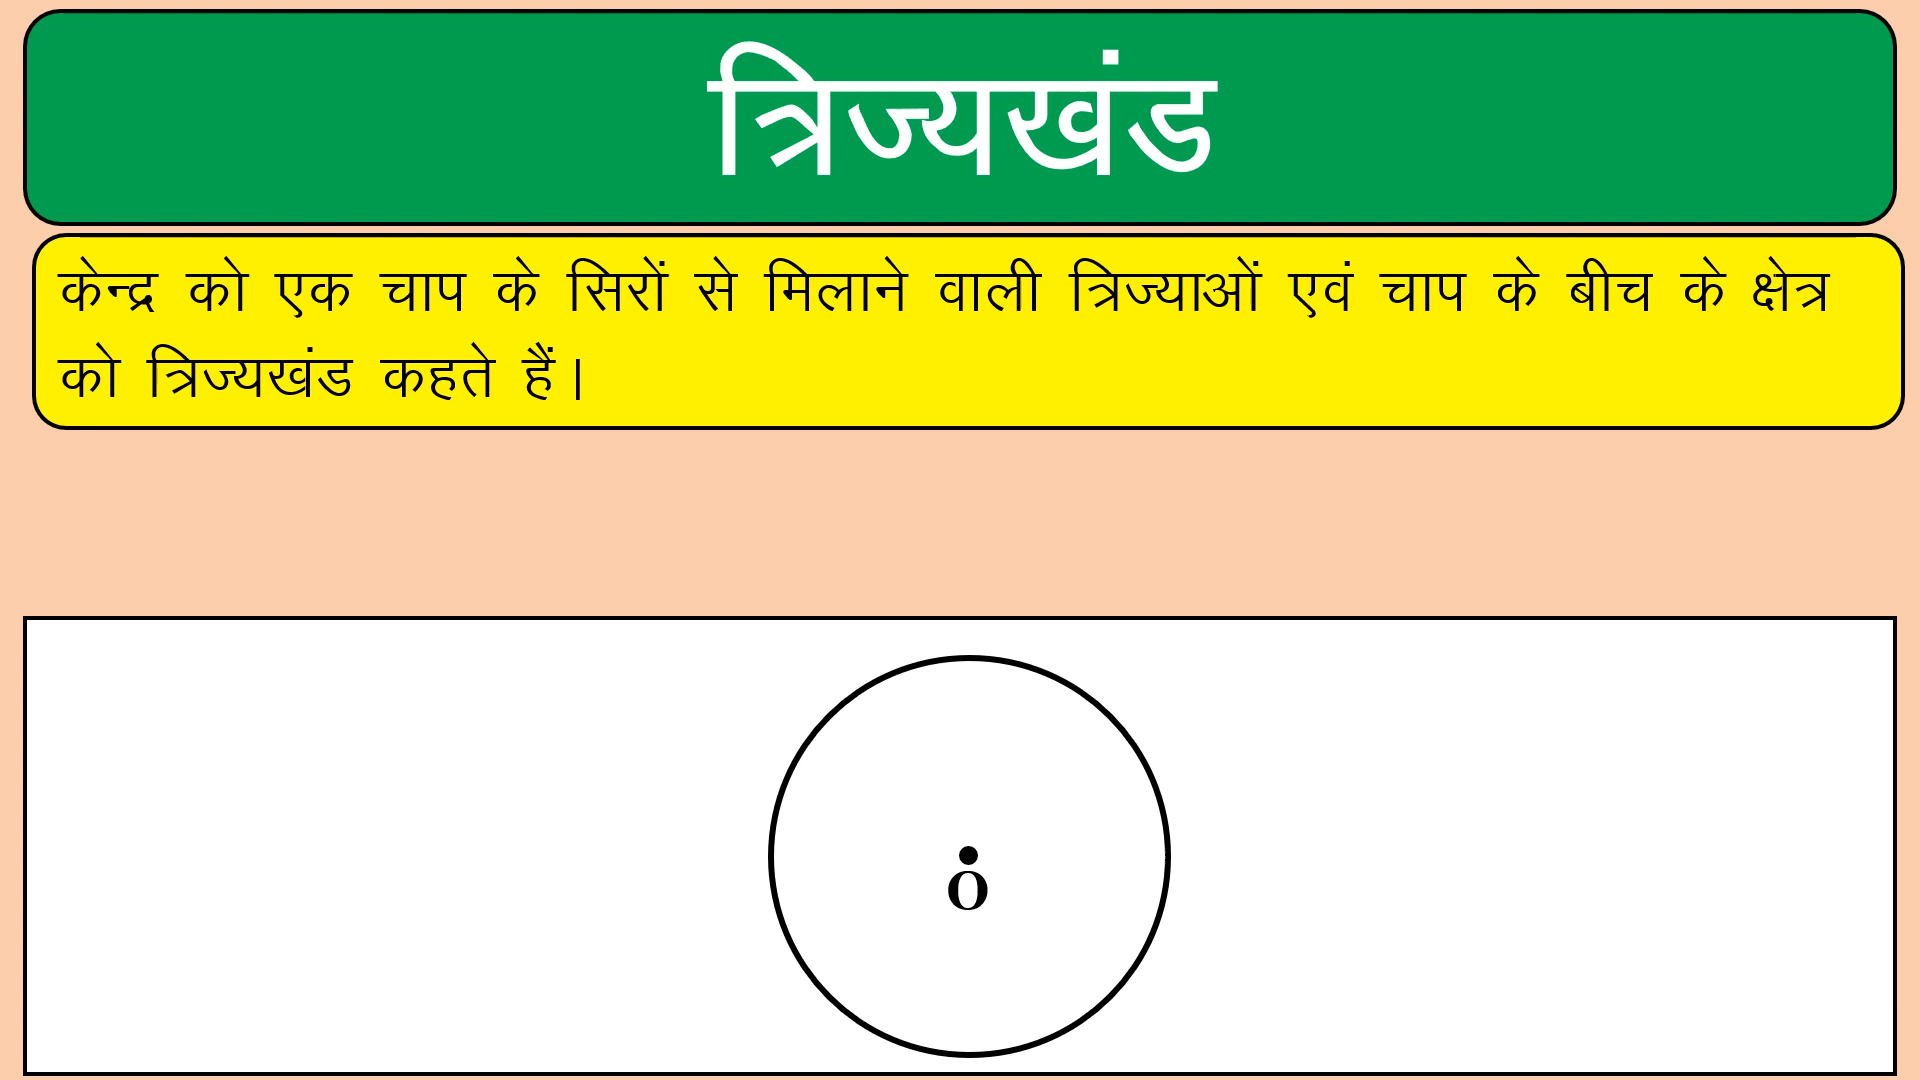 त्रिज्यखंड
केन्द्र को एक चाप के सिरों से मिलाने वाली त्रिज्याओं एवं चाप के बीच के क्षेत्र
को त्रिज्यखंड कहते हैं।
O